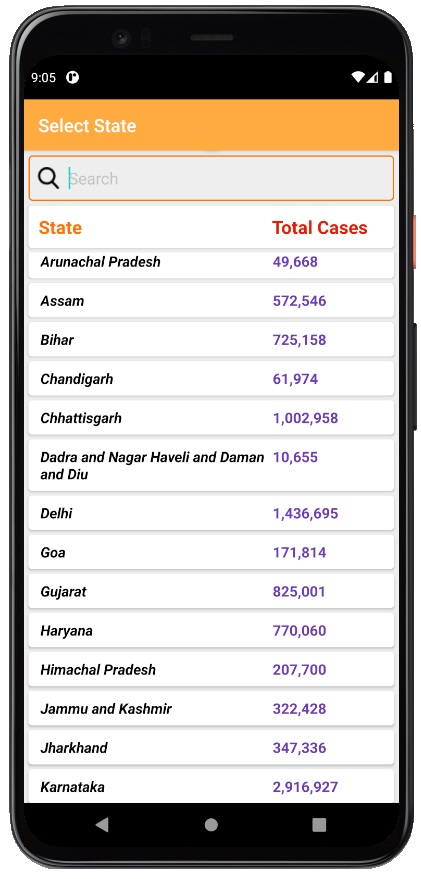 9:05
Select State
Search
State Total Cases
Arunachal Pradesh 49,668
Assam 572,546
Bihar 725,158
Chandigarh 61,974
Chhattisgarh 1,002,958
Dadra and Nagar Haveli and Daman 10,655
and Diu
Delhi 1,436,695
Goa 171,814
Gujarat 825,001
Haryana 770,060
Himachal Pradesh 207,700
Jammu and Kashmir 322,428
Jharkhand 347,336
Karnataka 2,916,927